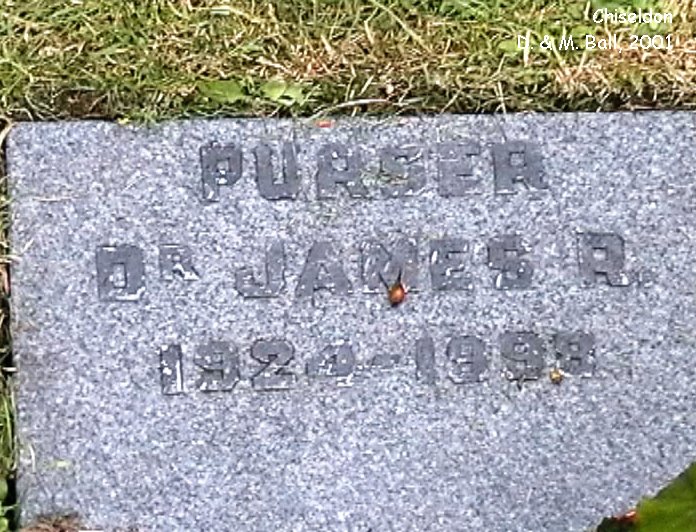 Chiseldon
D. & M. Ball, 2001
PURSER
DR JAMES R.
1924-1998